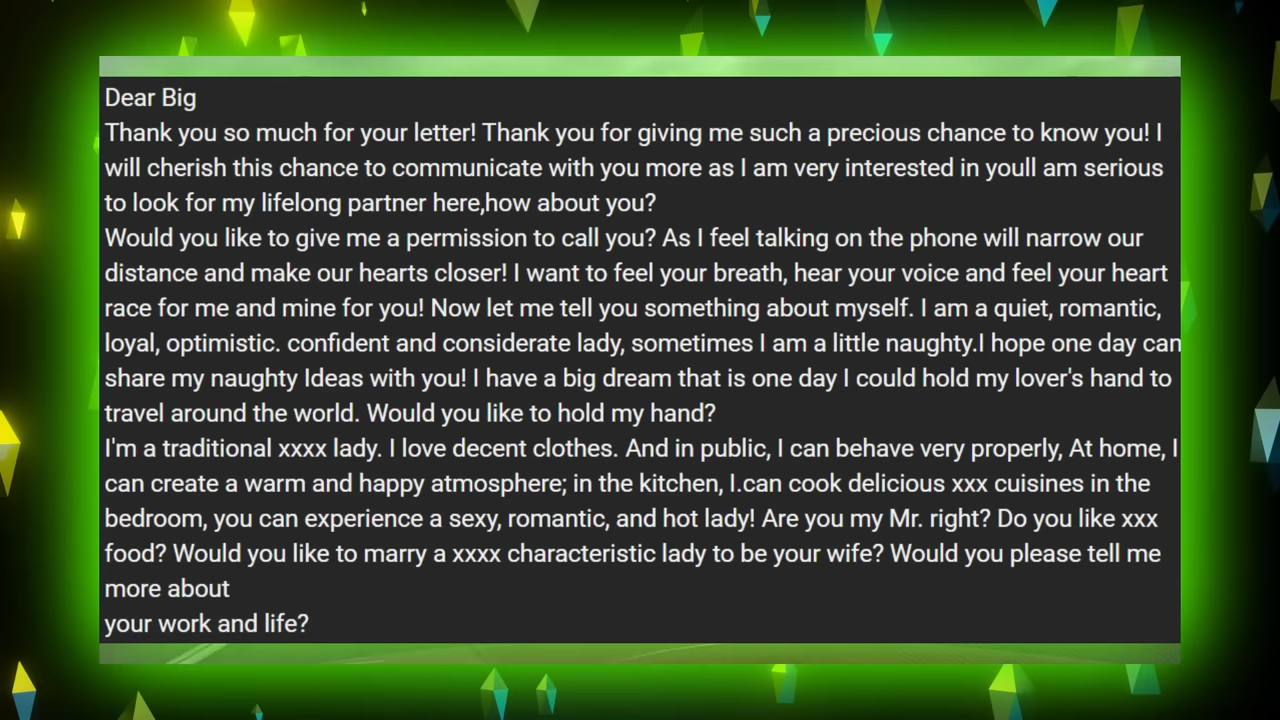 Dear Big
Thank you so much for your letter! Thank you for giving me such a precious chance to know you! I
will cherish this chance to communicate with you more as I am very interested in youll am serious
to look for my lifelong partner here,how about you?
Would you like to give me a permission to call you? As I feel talking on the phone will narrow our
distance and make our hearts closer! I want to feel your breath, hear your voice and feel your heart
race for me and mine for you! Now let me tell you something about myself. I am a quiet, romantic,
loyal, optimistic. confident and considerate lady, sometimes I am a little naughty.I hope one day can
share my naughty Ideas with you! I have a big dream that is one day I could hold my lover's hand to
travel around the world. Would you like to hold my hand?
I'm a traditional xxxx lady. I love decent clothes. And in public, I can behave very properly, At home, I
can create a warm and happy atmosphere; in the kitchen, I.can cook delicious xxx cuisines in the
bedroom, you can experience a sexy, romantic, and hot lady! Are you my Mr. right? Do you like xxx
food? Would you like to marry a xxxx characteristic lady to be your wife? Would you please tell me
more about
your work and life?